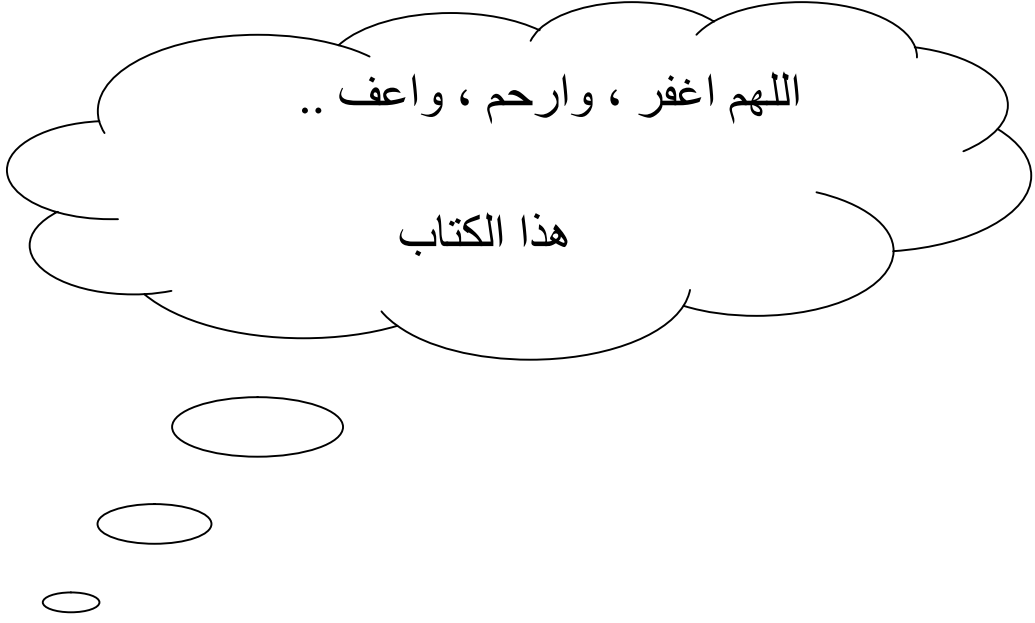 اللهم اغفر ، وارحم ، واعف ..
هذا الكتاب